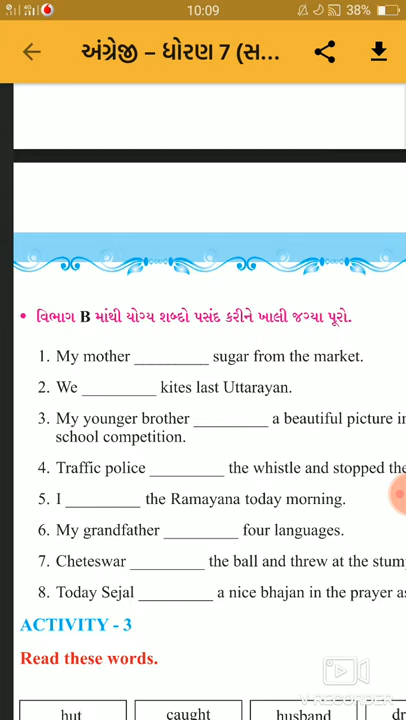 10:09
38%
અંગ્રેજી – ધોરણ 7 (સ...
• વિભાગ B માંથી યોગ્ય શબ્દો પસંદ કરીને ખાલી જગ્યા પૂરો.
1. My mother _________ sugar from the market.
2. We _________ kites last Uttarayan.
3. My younger brother _________ a beautiful picture in
school competition.
4. Traffic police _________ the whistle and stopped the
5. I _________ the Ramayana today morning.
6. My grandfather _________ four languages.
7. Cheteswar _________ the ball and threw at the stum
8. Today Sejal _________ a nice bhajan in the prayer as
ACTIVITY - 3
Read these words.
V RECORDER
hut caught husband dr